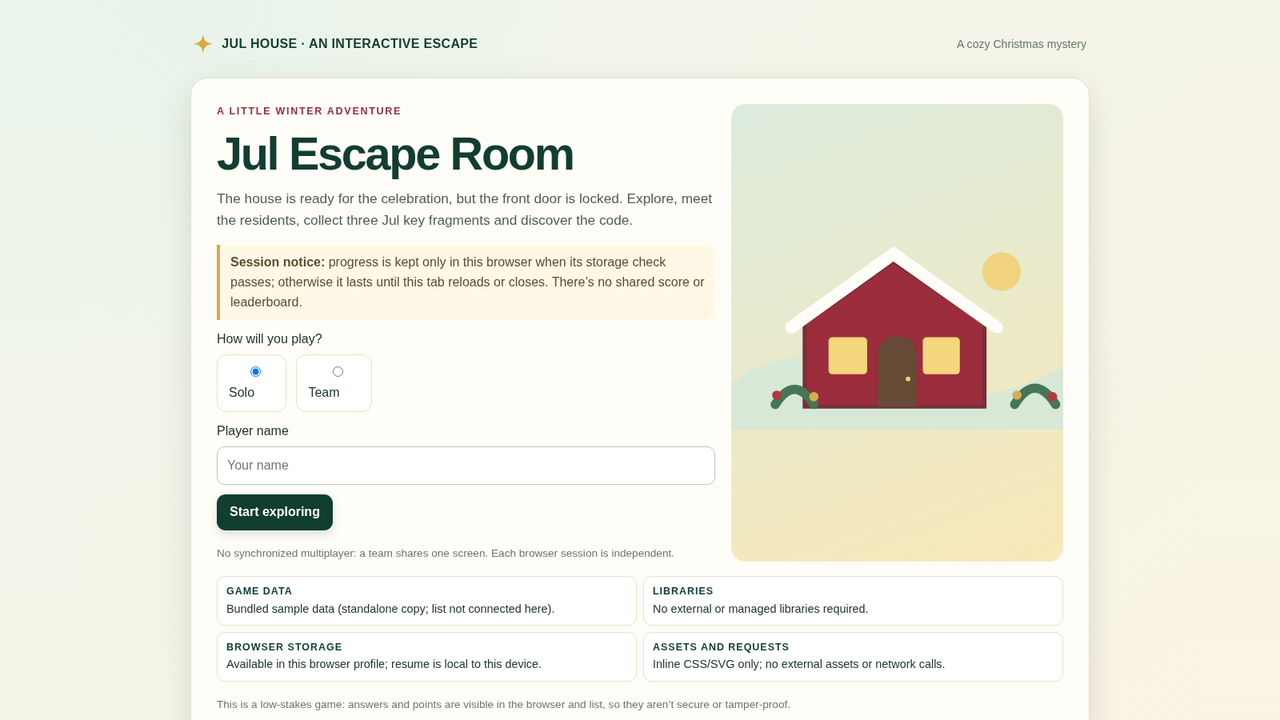 JUL HOUSE · AN INTERACTIVE ESCAPE
A cozy Christmas mystery
A LITTLE WINTER ADVENTURE
Jul Escape Room
The house is ready for the celebration, but the front door is locked. Explore, meet
the residents, collect three Jul key fragments and discover the code.
Session notice: progress is kept only in this browser when its storage check
passes; otherwise it lasts until this tab reloads or closes. There’s no shared score or
leaderboard.
How will you play?
Solo
Team
Player name
Your name
Start exploring
No synchronized multiplayer: a team shares one screen. Each browser session is independent.
GAME DATA
Bundled sample data (standalone copy; list not connected here).
LIBRARIES
No external or managed libraries required.
BROWSER STORAGE
Available in this browser profile; resume is local to this device.
ASSETS AND REQUESTS
Inline CSS/SVG only; no external assets or network calls.
This is a low-stakes game: answers and points are visible in the browser and list, so they aren’t secure or tamper-proof.